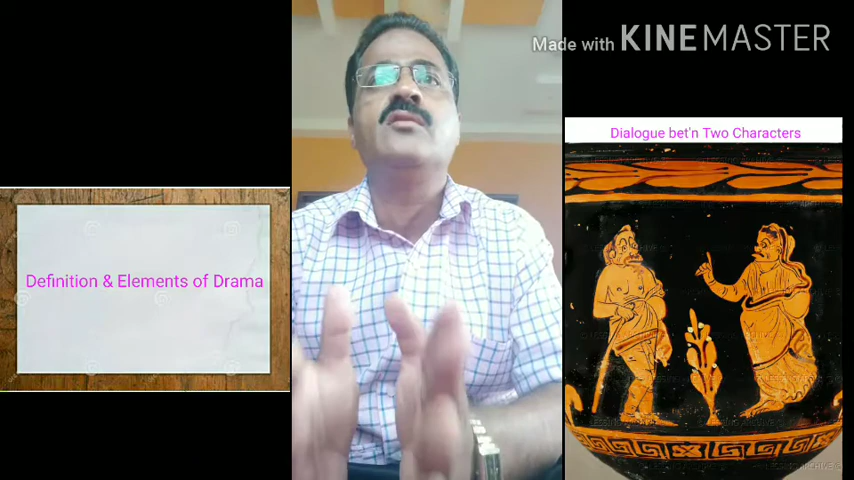 Made with KINEMASTER
Dialogue bet'n Two Characters
Definition & Elements of Drama